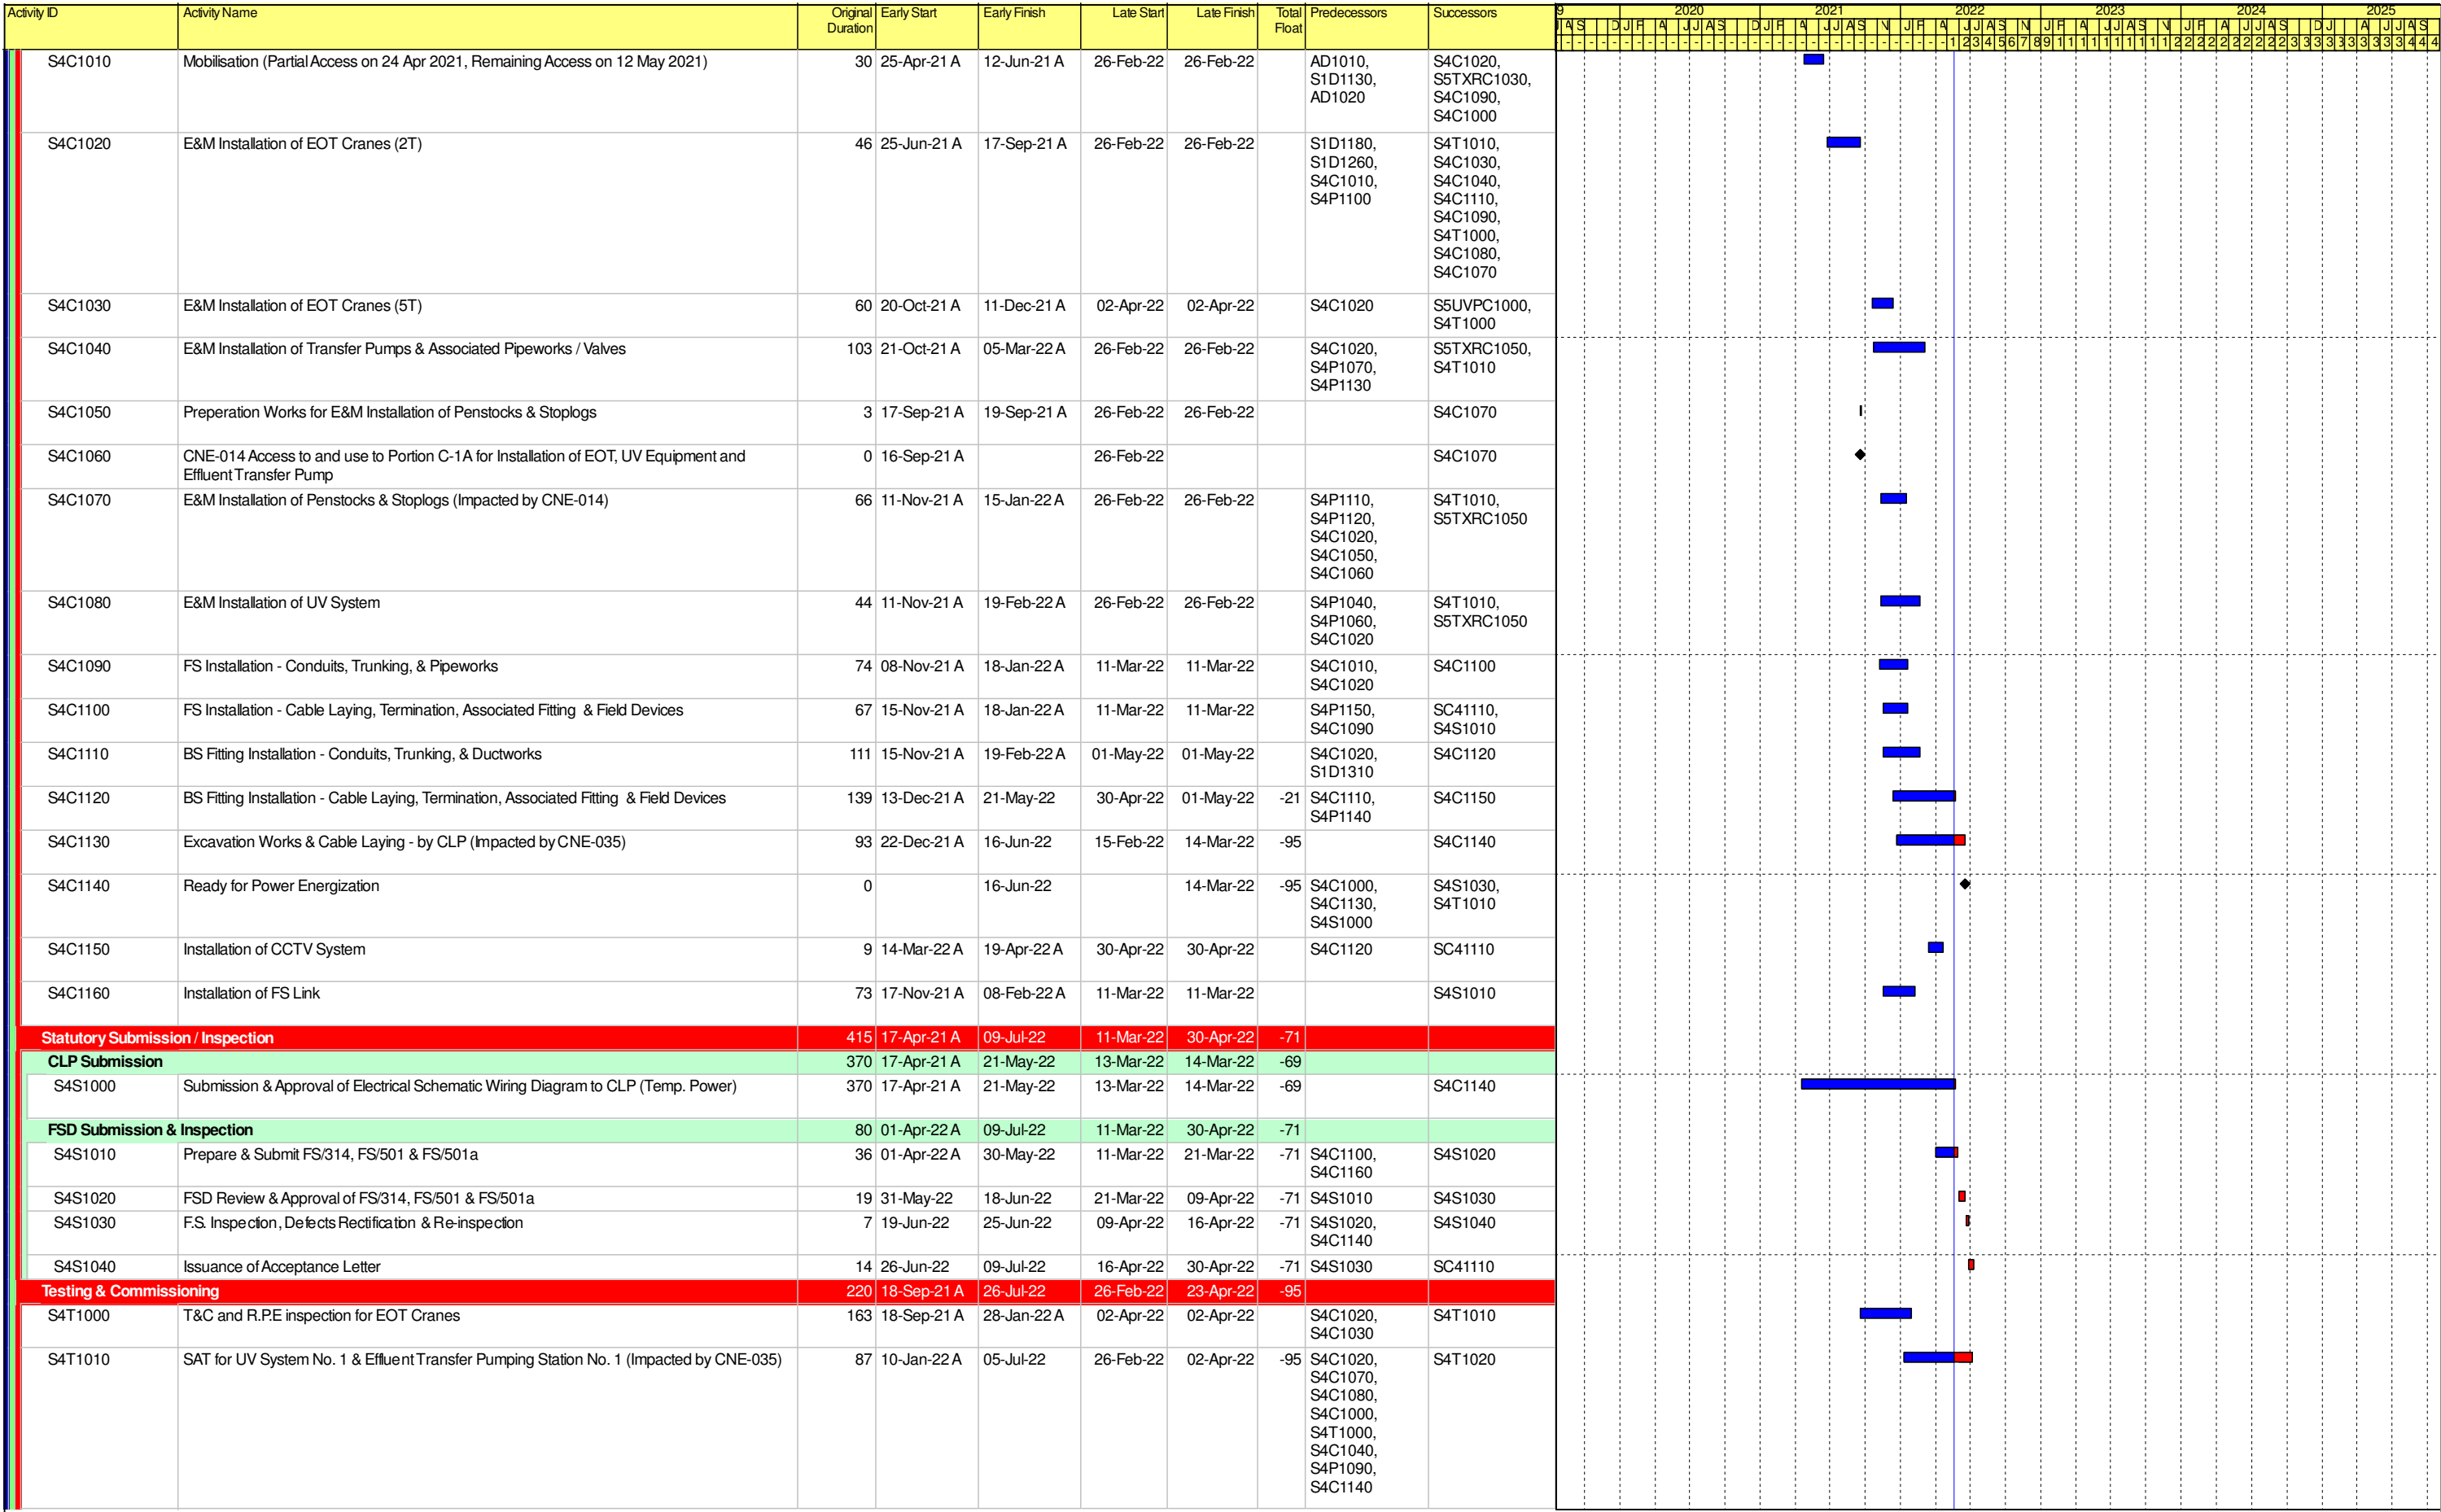 Activity ID Activity Name Original Duration Early Start Early Finish Late Start Late Finish Total Float Predecessors Successors
9 2020 2021 2022 2023 2024 2025
S4C1010 Mobilisation (Partial Access on 24 Apr 2021, Remaining Access on 12 May 2021) 30 25-Apr-21 A 12-Jun-21 A 26-Feb-22 26-Feb-22 AD1010, S4C1020,
S1D1130, S5TXRC1030,
AD1020 S4C1090,
S4C1000
S4C1020 E&M Installation of EOT Cranes (2T) 46 25-Jun-21 A 17-Sep-21 A 26-Feb-22 26-Feb-22 S1D1180, S4T1010,
S1D1260, S4C1030,
S4C1010, S4C1040,
S4P1100 S4C1110,
S4C1090,
S4T1000,
S4C1080,
S4C1070
S4C1030 E&M Installation of EOT Cranes (5T) 60 20-Oct-21 A 11-Dec-21 A 02-Apr-22 02-Apr-22 S4C1020 S5UVPC1000,
S4T1000
S4C1040 E&M Installation of Transfer Pumps & Associated Pipeworks / Valves 103 21-Oct-21 A 05-Mar-22 A 26-Feb-22 26-Feb-22 S4C1020, S5TXRC1050,
S4P1070, S4T1010
S4P1130
S4C1050 Preperation Works for E&M Installation of Penstocks & Stoplogs 3 17-Sep-21 A 19-Sep-21 A 26-Feb-22 26-Feb-22 S4C1070
S4C1060 CNE-014 Access to and use to Portion C-1A for Installation of EOT, UV Equipment and 0 16-Sep-21 A 26-Feb-22 S4C1070
Effluent Transfer Pump
S4C1070 E&M Installation of Penstocks & Stoplogs (Impacted by CNE-014) 66 11-Nov-21 A 15-Jan-22 A 26-Feb-22 26-Feb-22 S4P1110, S4T1010,
S4P1120, S5TXRC1050
S4C1020,
S4C1050,
S4C1060
S4C1080 E&M Installation of UV System 44 11-Nov-21 A 19-Feb-22 A 26-Feb-22 26-Feb-22 S4P1040, S4T1010,
S4P1060, S5TXRC1050
S4C1020
S4C1090 FS Installation - Conduits, Trunking, & Pipeworks 74 08-Nov-21 A 18-Jan-22 A 11-Mar-22 11-Mar-22 S4C1010, S4C1100
S4C1020
S4C1100 FS Installation - Cable Laying, Termination, Associated Fitting & Field Devices 67 15-Nov-21 A 18-Jan-22 A 11-Mar-22 11-Mar-22 S4P1150, SC41110,
S4C1090 S4S1010
S4C1110 BS Fitting Installation - Conduits, Trunking, & Ductworks 111 15-Nov-21 A 19-Feb-22 A 01-May-22 01-May-22 S4C1020, S4C1120
S1D1310
S4C1120 BS Fitting Installation - Cable Laying, Termination, Associated Fitting & Field Devices 139 13-Dec-21 A 21-May-22 30-Apr-22 01-May-22 -21 S4C1110, S4C1150
S4P1140
S4C1130 Excavation Works & Cable Laying - by CLP (Impacted by CNE-035) 93 22-Dec-21 A 16-Jun-22 15-Feb-22 14-Mar-22 -95 S4C1140
S4C1140 Ready for Power Energization 0 16-Jun-22 14-Mar-22 -95 S4C1000, S4S1030,
S4C1130, S4T1010
S4S1000
S4C1150 Installation of CCTV System 9 14-Mar-22 A 19-Apr-22 A 30-Apr-22 30-Apr-22 S4C1120 SC41110
S4C1160 Installation of FS Link 73 17-Nov-21 A 08-Feb-22 A 11-Mar-22 11-Mar-22 S4S1010
Statutory Submission / Inspection 415 17-Apr-21 A 09-Jul-22 11-Mar-22 30-Apr-22 -71
CLP Submission 370 17-Apr-21 A 21-May-22 13-Mar-22 14-Mar-22 -69
S4S1000 Submission & Approval of Electrical Schematic Wiring Diagram to CLP (Temp. Power) 370 17-Apr-21 A 21-May-22 13-Mar-22 14-Mar-22 -69 S4C1140
FSD Submission & Inspection 80 01-Apr-22 A 09-Jul-22 11-Mar-22 30-Apr-22 -71
S4S1010 Prepare & Submit FS/314, FS/501 & FS/501a 36 01-Apr-22 A 30-May-22 11-Mar-22 21-Mar-22 -71 S4C1100, S4S1020
S4C1160
S4S1020 FSD Review & Approval of FS/314, FS/501 & FS/501a 19 31-May-22 18-Jun-22 21-Mar-22 09-Apr-22 -71 S4S1010 S4S1030
S4S1030 F.S. Inspection, Defects Rectification & Re-inspection 7 19-Jun-22 25-Jun-22 09-Apr-22 16-Apr-22 -71 S4S1020, S4S1040
S4C1140
S4S1040 Issuance of Acceptance Letter 14 26-Jun-22 09-Jul-22 16-Apr-22 30-Apr-22 -71 S4S1030 SC41110
Testing & Commissioning 220 18-Sep-21 A 26-Jul-22 26-Feb-22 23-Apr-22 -95
S4T1000 T&C and R.P.E inspection for EOT Cranes 163 18-Sep-21 A 28-Jan-22 A 02-Apr-22 02-Apr-22 S4C1020, S4T1010
S4C1030
S4T1010 SAT for UV System No. 1 & Effluent Transfer Pumping Station No. 1 (Impacted by CNE-035) 87 10-Jan-22 A 05-Jul-22 26-Feb-22 02-Apr-22 -95 S4C1020, S4T1020
S4C1070,
S4C1080,
S4C1000,
S4T1000,
S4C1040,
S4P1090,
S4C1140